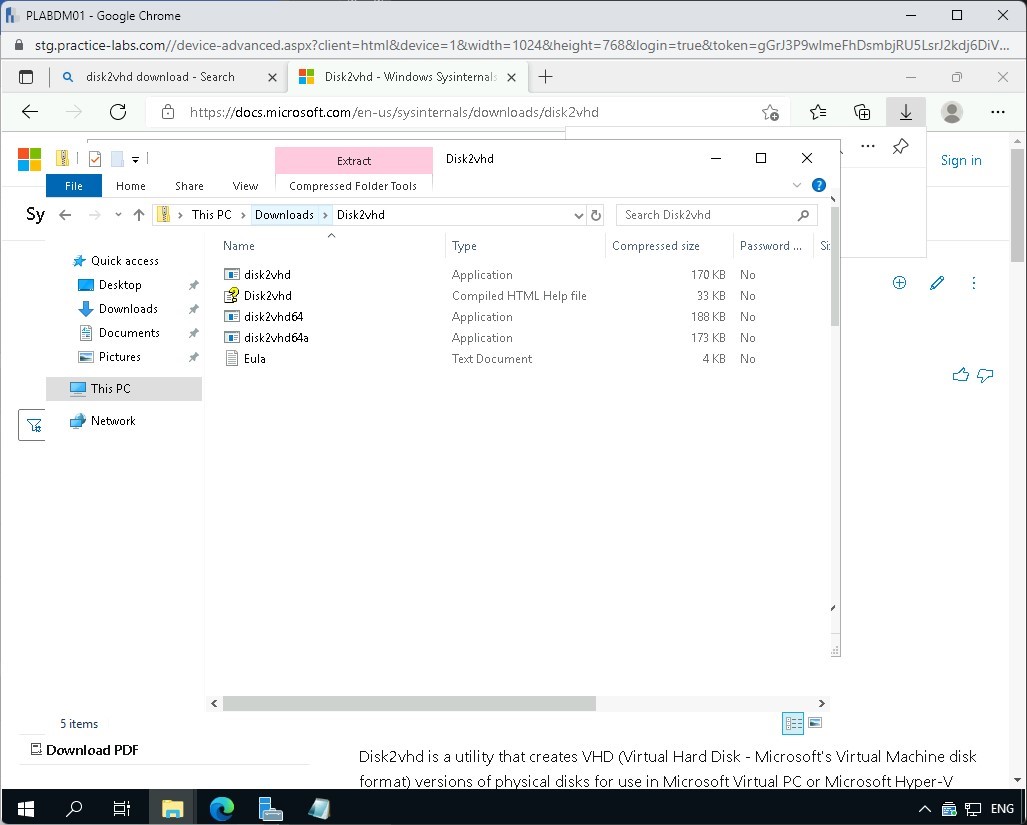 PLABDM01 - Google Chrome
stg.practice-labs.com//device-advanced.aspx?client=html&device=1&width=1024&height=768&login=true&token=gGrJ3P9wlmeFhDsmbjRU5LsrJ2kdj6DiV...
disk2vhd download - Search
Disk2vhd - Windows Sysinternals
https://docs.microsoft.com/en-us/sysinternals/downloads/disk2vhd
Extract
Disk2vhd
Sign in
File
Home
Share
View
Compressed Folder Tools
Sy
This PC
Downloads
Disk2vhd
Search Disk2vhd
Name
Type
Compressed size
Password ...
Si
Quick access
Desktop
Downloads
Documents
Pictures
This PC
Network
disk2vhd Application 170 KB No
Disk2vhd Compiled HTML Help file 33 KB No
disk2vhd64 Application 188 KB No
disk2vhd64a Application 173 KB No
Eula Text Document 4 KB No
5 items
Download PDF
Disk2vhd is a utility that creates VHD (Virtual Hard Disk - Microsoft's Virtual Machine disk
format) versions of physical disks for use in Microsoft Virtual PC or Microsoft Hyper-V
ENG